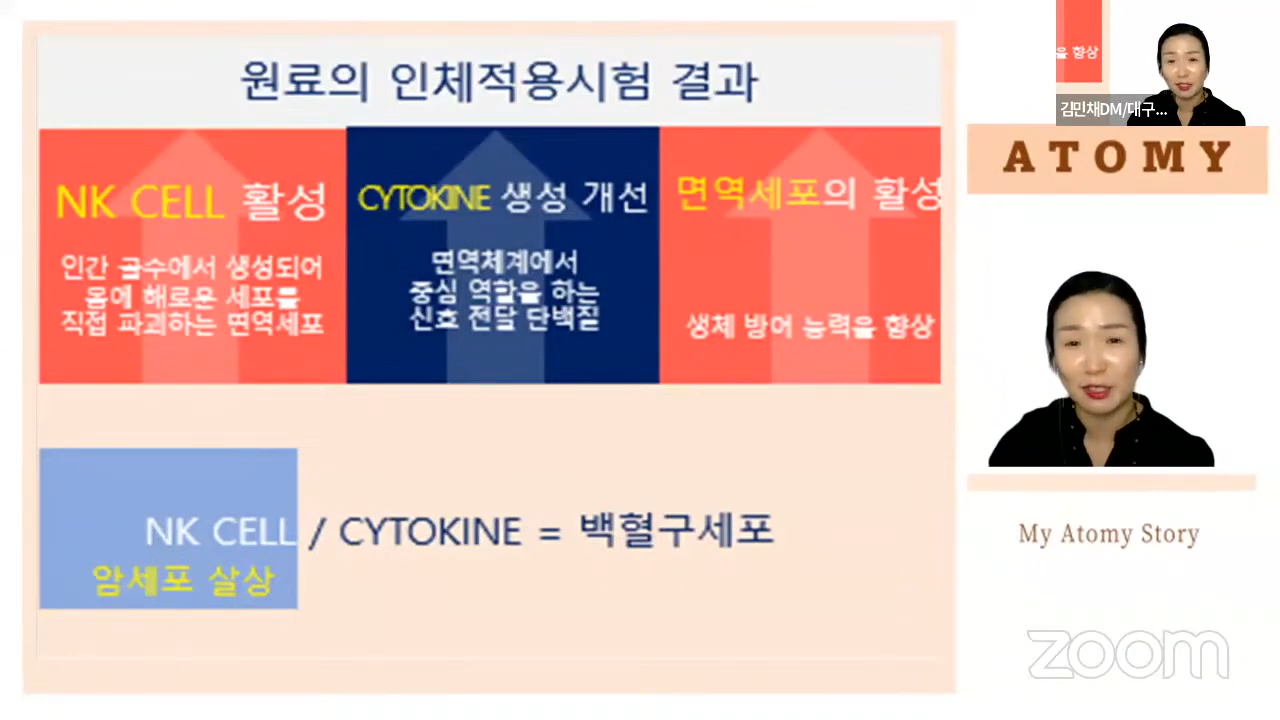 원료의 인체적용시험 결과
NK CELL 활성
인간 골수에서 생성되어
몸에 해로운 세포를
직접 파괴하는 면역세포
CYTOKINE 생성 개선
면역체계에서
중심 역할을 하는
신호 전달 단백질
면역세포의 활성
생체 방어 능력을 향상
NK CELL / CYTOKINE = 백혈구세포
암세포 살상
을 향상
김민채DM/대구...
ATOMY
My Atomy Story
zoom